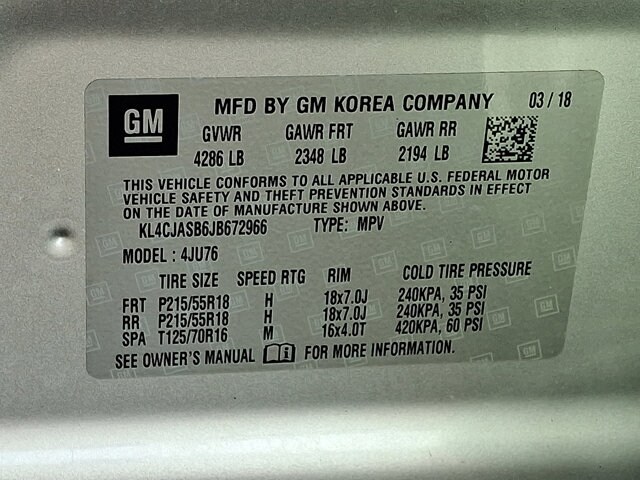 GM MFD BY GM KOREA COMPANY 03/18
GVWR GAWR FRT GAWR RR
4286 LB 2348 LB 2194 LB
THIS VEHICLE CONFORMS TO ALL APPLICABLE U.S. FEDERAL MOTOR
VEHICLE SAFETY AND THEFT PREVENTION STANDARDS IN EFFECT
ON THE DATE OF MANUFACTURE SHOWN ABOVE.
KL4CJASB6JB672966 TYPE: MPV
MODEL: 4JU76
TIRE SIZE SPEED RTG RIM COLD TIRE PRESSURE
FRT P215/55R18 H 18x7.0J 240KPA, 35 PSI
RR P215/55R18 H 18x7.0J 240KPA, 35 PSI
SPA T125/70R16 M 16x4.0T 420KPA, 60 PSI
SEE OWNER'S MANUAL FOR MORE INFORMATION.